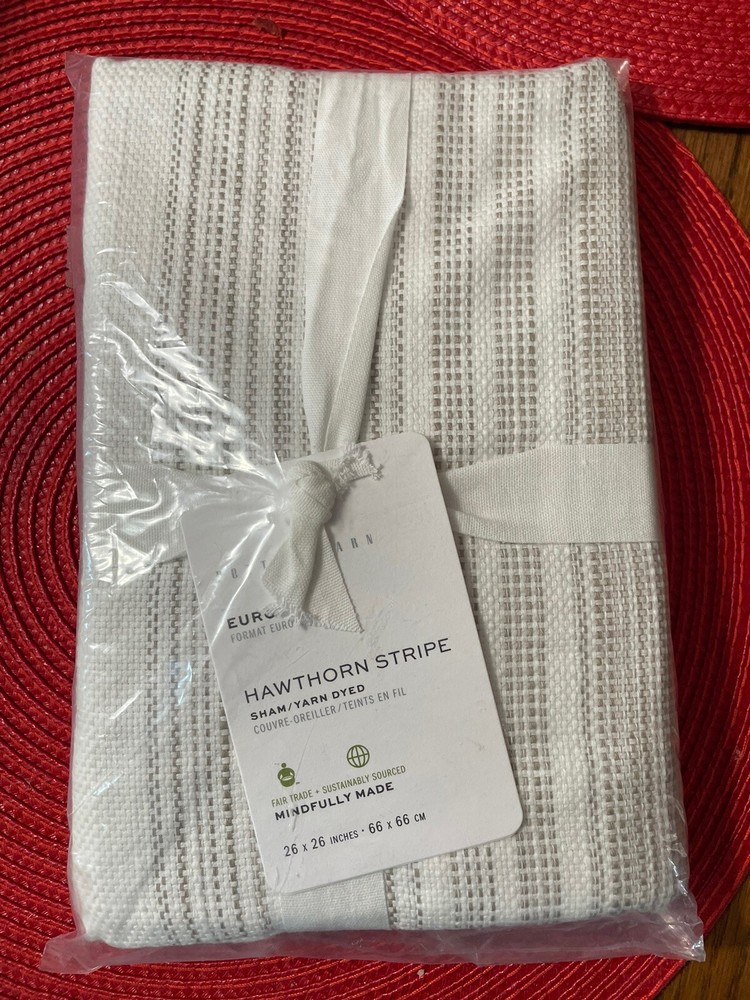 EURO
FORMAT EURO
HAWTHORN STRIPE
SHAM/YARN DYED
COUVRE-OREILLER/TEINTS EN FIL
FAIR TRADE + SUSTAINABLY SOURCED
MINDFULLY MADE
26 x 26 INCHES · 66 x 66 CM